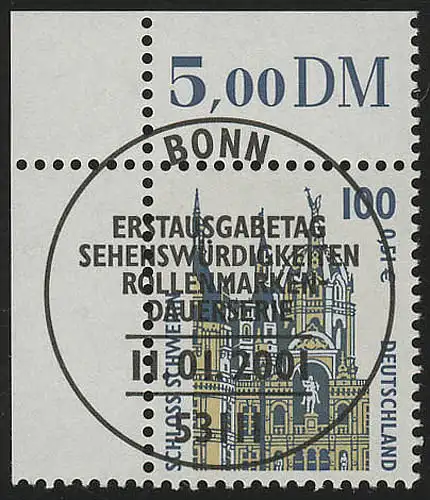 5,00 DM
BONN
100
0,51 €
ERSTAUSGABETAG
SEHENSWÜRDIGKEITEN
ROLLENMARKEN-
DAUERSERIE
11.01.2001
53111
SCHLOSS SCHWERIN
DEUTSCHLAND